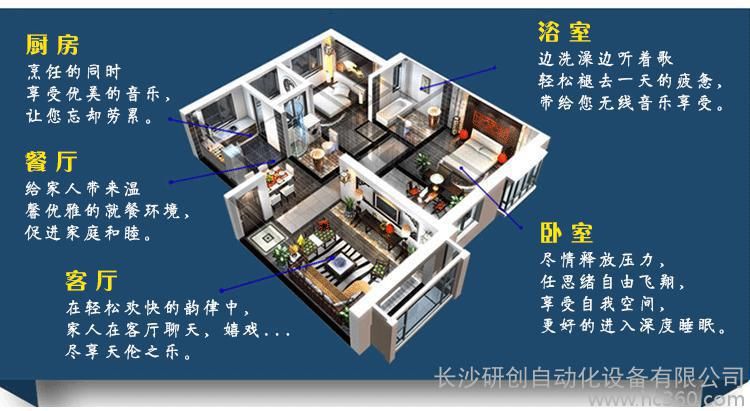 厨房
烹饪的同时
享受优美的音乐，
让您忘却劳累。
餐厅
给家人带来温
馨优雅的就餐环境，
促进家庭和睦。
客厅
在轻松欢快的韵律中，
家人在客厅聊天，嬉戏...
尽享天伦之乐。
浴室
边洗澡边听着歌
轻松褪去一天的疲惫，
带给您无线音乐享受。
卧室
尽情释放压力，
任思绪自由飞翔，
享受自我空间，
更好的进入深度睡眠。
长沙研创自动化设备有限公司
www.nc360.com